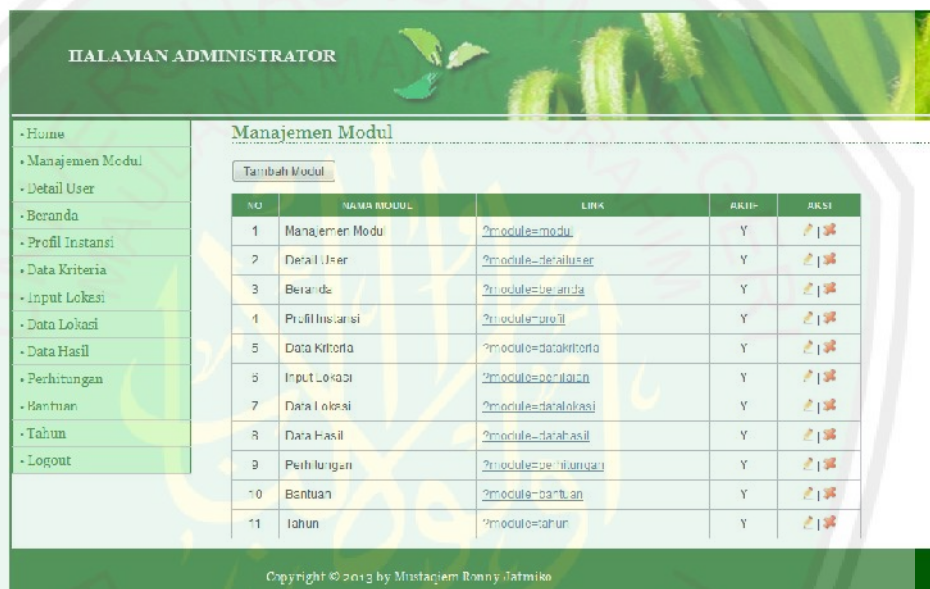 HALAMAN ADMINISTRATOR
• Home
• Manajemen Modul
• Detail User
• Beranda
• Profil Instansi
• Data Kriteria
• Input Lokasi
• Data Lokasi
• Data Hasil
• Perhitungan
• Bantuan
• Tahun
• Logout
Manajemen Modul
Tambah Modul
NO NAMA MODUL LINK AKTIF AKSI
1 Manajemen Modul ?module=modul Y |
2 Detail User ?module=detailuser Y |
3 Beranda ?module=beranda Y |
4 Profil Instansi ?module=profil Y |
5 Data Kriteria ?module=datakriteria Y |
6 Input Lokasi ?module=penilaian Y |
7 Data Lokasi ?module=datalokasi Y |
8 Data Hasil ?module=datahasil Y |
9 Perhitungan ?module=perhitungan Y |
10 Bantuan ?module=bantuan Y |
11 Tahun ?module=tahun Y |
Copyright © 2013 by Mustaqiem Ronny Jatmiko